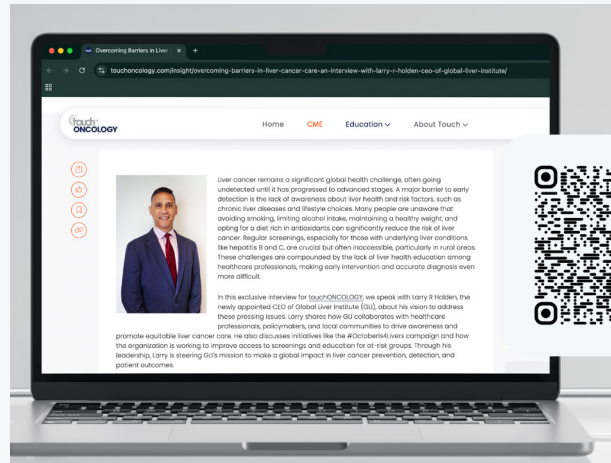 Overcoming Barriers in Liver
touchoncology.com/insight/overcoming-barriers-in-liver-cancer-care-an-interview-with-larry-r-holden-ceo-of-global-liver-institute/
touch
ONCOLOGY
Home CME Education About Touch
Liver cancer remains a significant global health challenge, often going
undetected until it has progressed to advanced stages. A major barrier to early
detection is the lack of awareness about liver health and risk factors, such as
chronic liver diseases and lifestyle choices. Many people are unaware that
avoiding smoking, limiting alcohol intake, maintaining a healthy weight, and
opting for a diet rich in antioxidants can significantly reduce the risk of liver
cancer. Regular screenings, especially for those with underlying liver conditions
like hepatitis B and C, are crucial but often inaccessible, particularly in rural areas.
These challenges are compounded by the lack of liver health education among
healthcare professionals, making early intervention and accurate diagnosis even
more difficult.
In this exclusive interview for touchONCOLOGY, we speak with Larry R Holden, the
newly appointed CEO of Global Liver Institute (GLI), about his vision to address
these pressing issues. Larry shares how GLI collaborates with healthcare
professionals, policymakers, and local communities to drive awareness and
promote equitable liver cancer care. He also discusses initiatives like the #Octoberis4Livers campaign and how
the organization is working to improve access to screenings and education for at-risk groups. Through his
leadership, Larry is steering GLI's mission to make a global impact in liver cancer prevention, detection, and
patient outcomes.